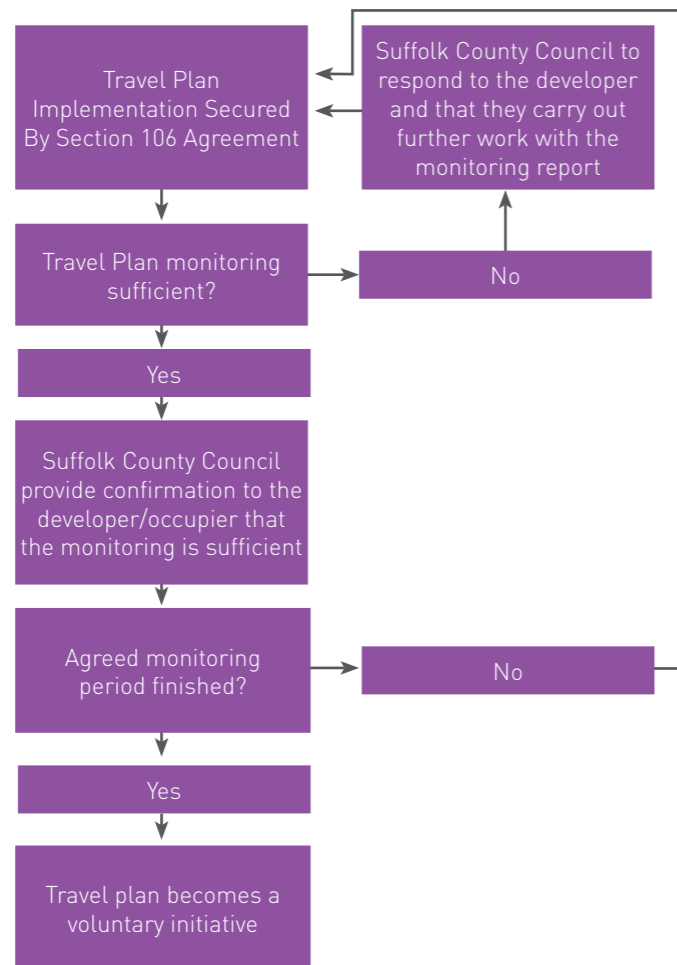 Travel Plan
Implementation Secured
By Section 106 Agreement
Suffolk County Council to
respond to the developer
and that they carry out
further work with the
monitoring report
Travel Plan monitoring
sufficient?
No
Yes
Suffolk County Council
provide confirmation to the
developer/occupier that
the monitoring is sufficient
Agreed monitoring
period finished?
No
Yes
Travel plan becomes a
voluntary initiative